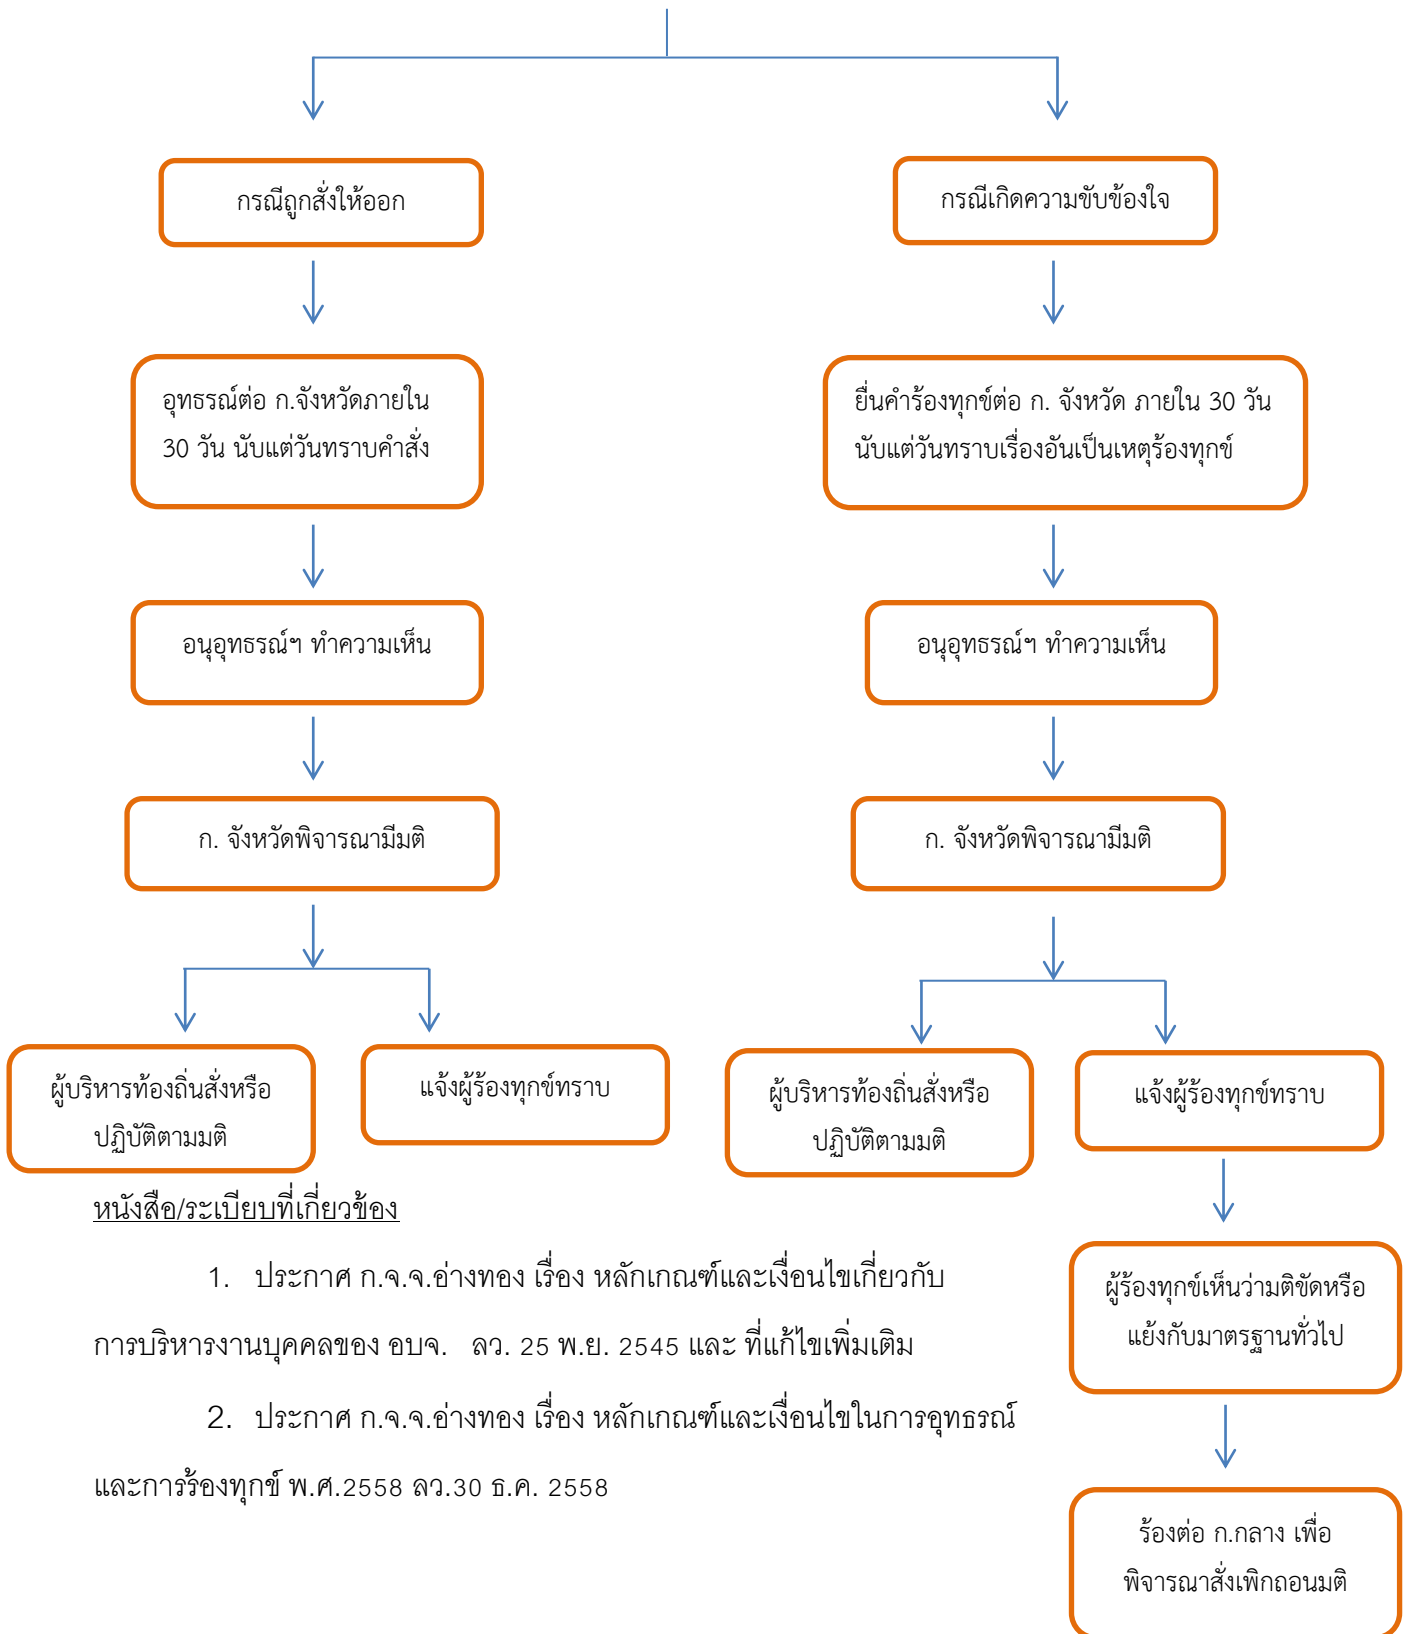 กรณีถูกสั่งให้ออก
กรณีเกิดความขับข้องใจ
อุทธรณ์ต่อ ก.จังหวัดภายใน
30 วัน นับแต่วันทราบคำสั่ง
ยื่นคำร้องทุกข์ต่อ ก. จังหวัด ภายใน 30 วัน
นับแต่วันทราบเรื่องอันเป็นเหตุร้องทุกข์
อนุอุทธรณ์ฯ ทำความเห็น
อนุอุทธรณ์ฯ ทำความเห็น
ก. จังหวัดพิจารณามีมติ
ก. จังหวัดพิจารณามีมติ
ผู้บริหารท้องถิ่นสั่งหรือ
ปฏิบัติตามมติ
แจ้งผู้ร้องทุกข์ทราบ
ผู้บริหารท้องถิ่นสั่งหรือ
ปฏิบัติตามมติ
แจ้งผู้ร้องทุกข์ทราบ
ผู้ร้องทุกข์เห็นว่ามติขัดหรือ
แย้งกับมาตรฐานทั่วไป
ร้องต่อ ก.กลาง เพื่อ
พิจารณาสั่งเพิกถอนมติ
หนังสือ/ระเบียบที่เกี่ยวข้อง
1. ประกาศ ก.จ.จ.อ่างทอง เรื่อง หลักเกณฑ์และเงื่อนไขเกี่ยวกับ
การบริหารงานบุคคลของ อบจ. ลว. 25 พ.ย. 2545 และ ที่แก้ไขเพิ่มเติม
2. ประกาศ ก.จ.จ.อ่างทอง เรื่อง หลักเกณฑ์และเงื่อนไขในการอุทธรณ์
และการร้องทุกข์ พ.ศ.2558 ลว.30 ธ.ค. 2558